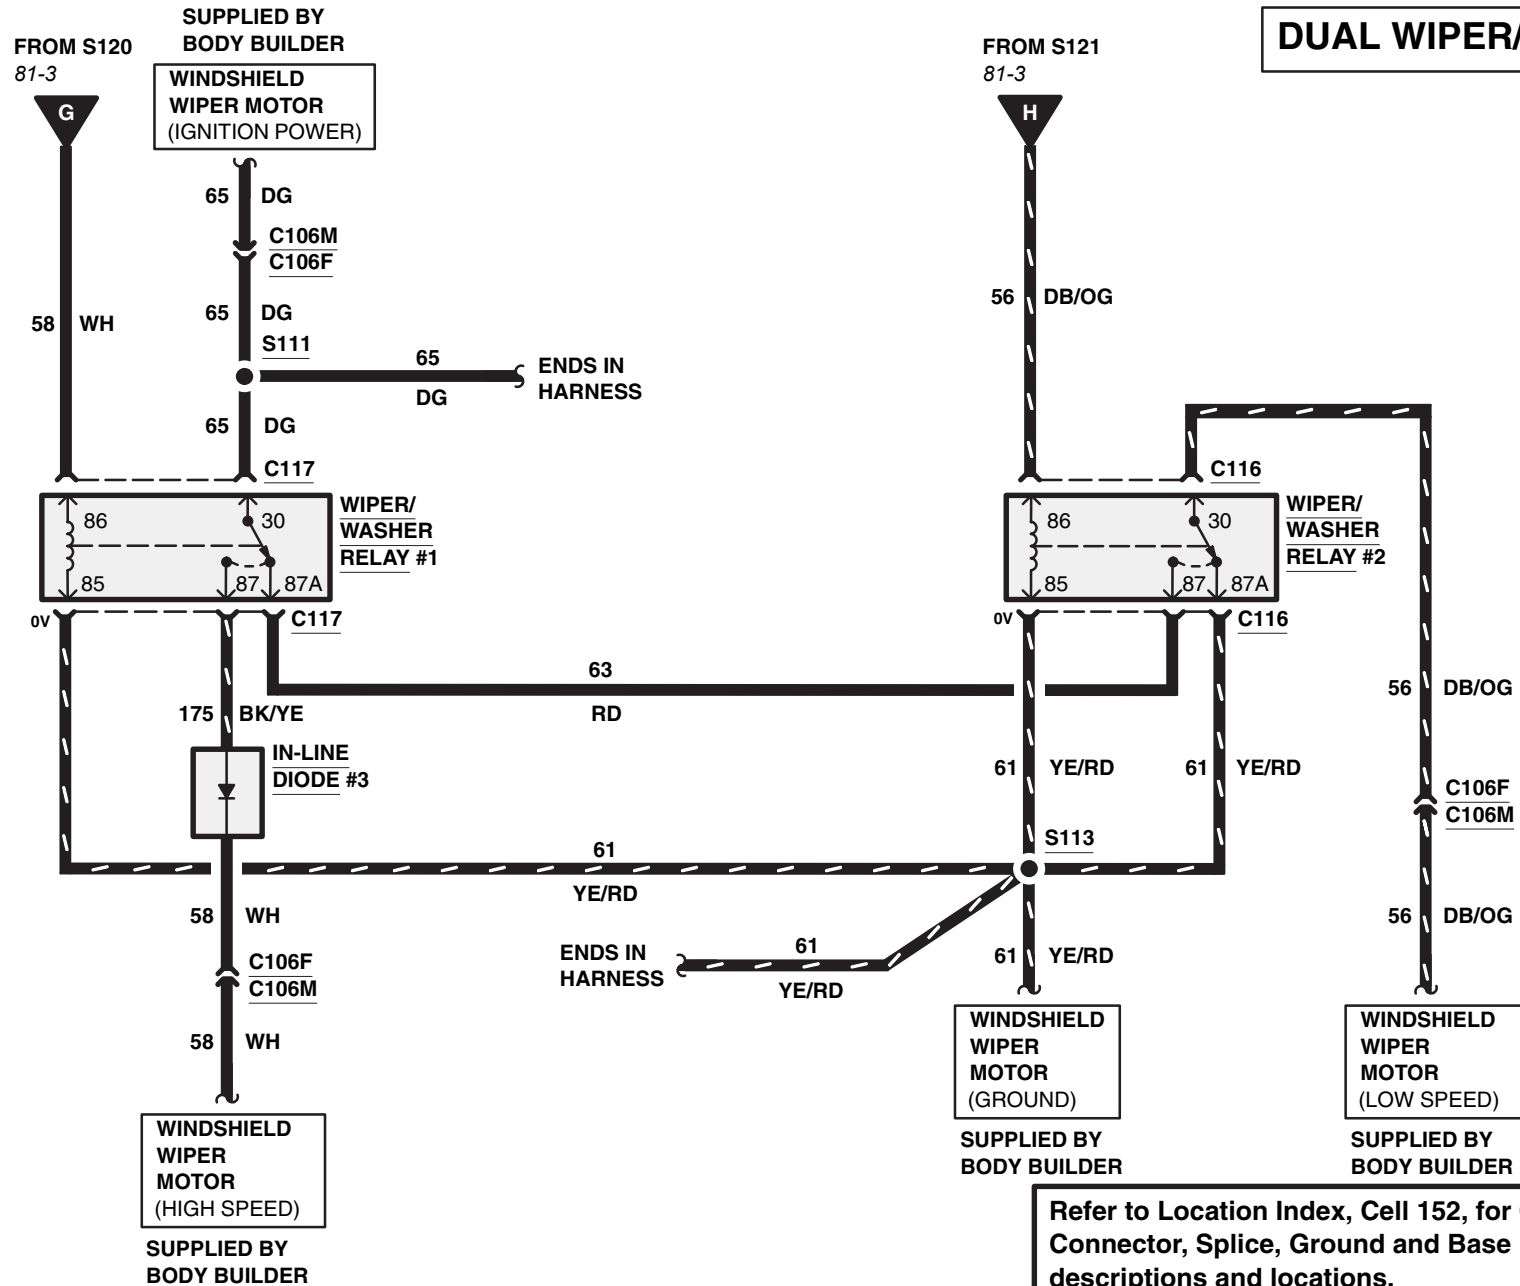 SUPPLIED BY
BODY BUILDER
FROM S120
81-3
G
WINDSHIELD
WIPER MOTOR
(IGNITION POWER)
FROM S121
81-3
H
DUAL WIPER/
65 DG
C106M
C106F
65 DG
S111
65
DG
ENDS IN
HARNESS
58 WH
65 DG
C117
56 DB/OG
C116
86
30
85
87
87A
WIPER/
WASHER
RELAY #1
0V
C117
86
30
85
87
87A
WIPER/
WASHER
RELAY #2
0V
C116
63
RD
175 BK/YE
IN-LINE
DIODE #3
61 YE/RD
61 YE/RD
56 DB/OG
C106F
C106M
61
YE/RD
S113
58 WH
C106F
C106M
58 WH
ENDS IN
HARNESS
61
YE/RD
61 YE/RD
56 DB/OG
WINDSHIELD
WIPER
MOTOR
(HIGH SPEED)
SUPPLIED BY
BODY BUILDER
WINDSHIELD
WIPER
MOTOR
(GROUND)
SUPPLIED BY
BODY BUILDER
WINDSHIELD
WIPER
MOTOR
(LOW SPEED)
SUPPLIED BY
BODY BUILDER
Refer to Location Index, Cell 152, for
Connector, Splice, Ground and Base
descriptions and locations.